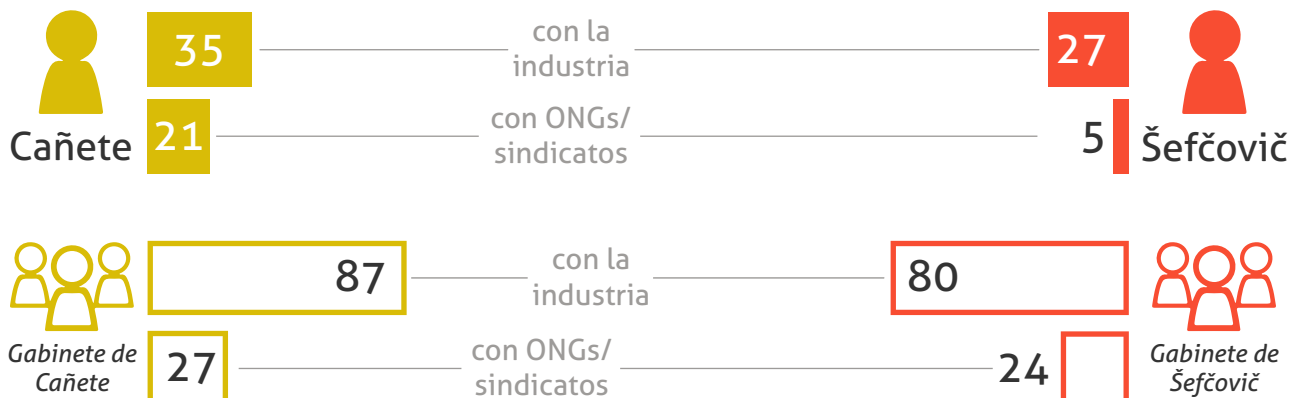 35
con la
industria
27
Cañete
21
con ONGs/
sindicatos
5
Šefčovič
87
con la
industria
80
Gabinete de
Cañete
27
con ONGs/
sindicatos
24
Gabinete de
Šefčovič